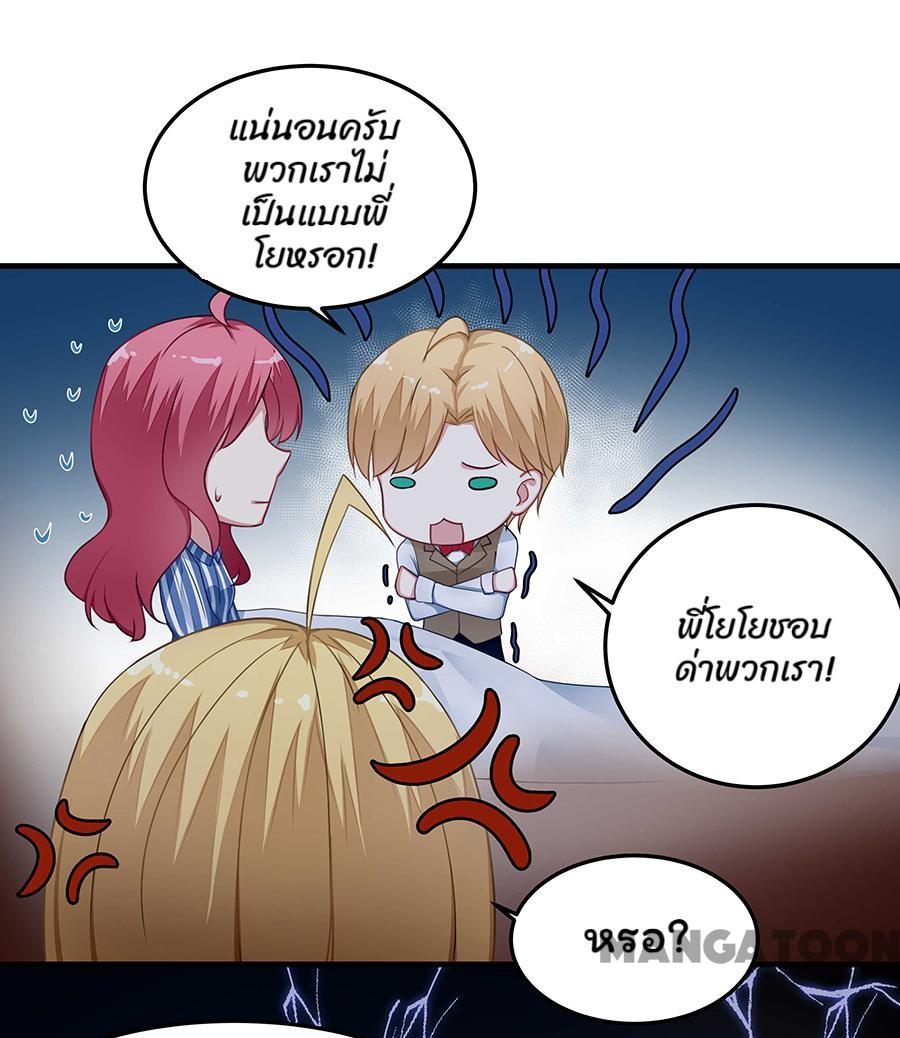 แน่นอนครับ
พวกเราไม่
เป็นแบบพี่
โยหรอก!
พี่โยโยชอบ
ด่าพวกเรา!
หรอ?
MANGATOON